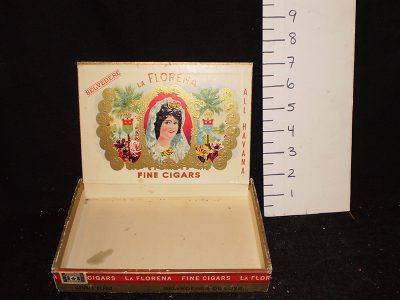 BELVEDERE
LA FLORENA
ALL HAVANA
FINE CIGARS
9
8
7
6
5
4
3
2
1
CIGARS LA FLORENA FINE CIGARS LA FLOR